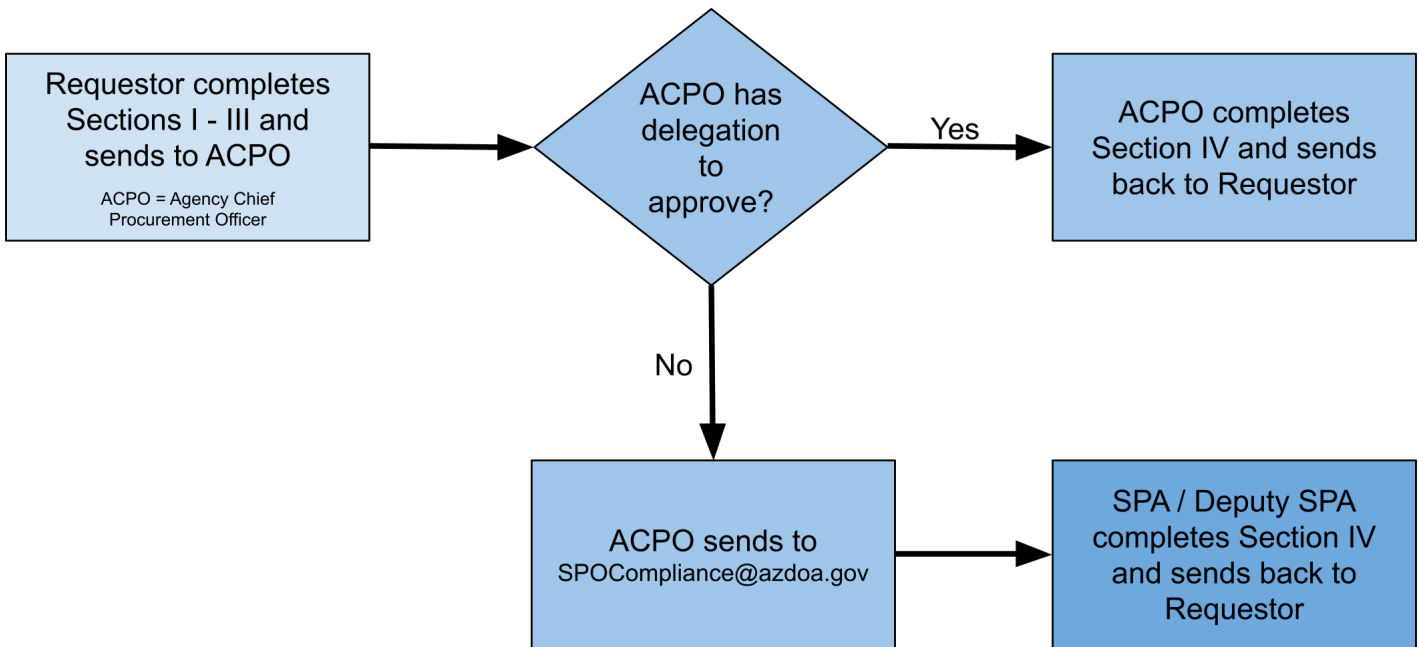 Requestor completes
Sections I - III and
sends to ACPO
ACPO = Agency Chief
Procurement Officer
ACPO has
delegation
to
approve?
Yes
ACPO completes
Section IV and sends
back to Requestor
No
ACPO sends to
SPOCompliance@azdoa.gov
SPA / Deputy SPA
completes Section IV
and sends back to
Requestor